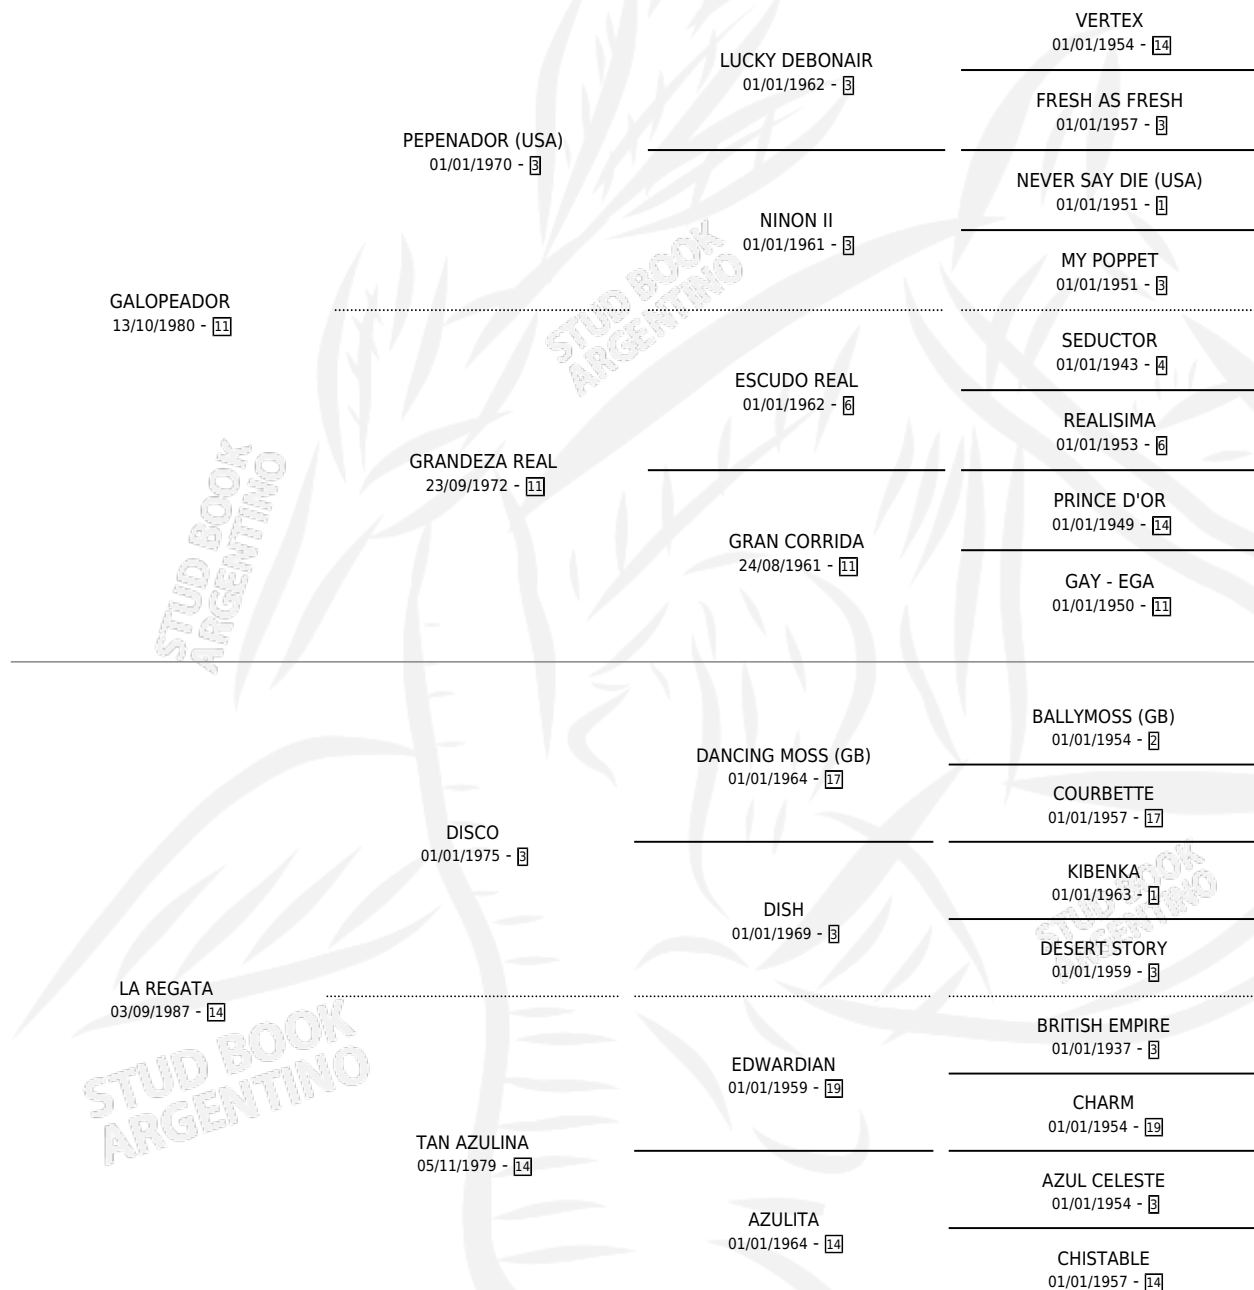 VERTEX
01/01/1954 - 14
LUCKY DEBONAIR
01/01/1962 - 3
FRESH AS FRESH
01/01/1957 - 3
PEPENADOR (USA)
01/01/1970 - 3
NEVER SAY DIE (USA)
01/01/1951 - 1
NINON II
01/01/1961 - 3
MY POPPET
01/01/1951 - 3
GALOPEADOR
13/10/1980 - 11
SEDUCTOR
01/01/1943 - 4
ESCUDO REAL
01/01/1962 - 6
REALISIMA
01/01/1953 - 6
GRANDEZA REAL
23/09/1972 - 11
PRINCE D'OR
01/01/1949 - 14
GRAN CORRIDA
24/08/1961 - 11
GAY - EGA
01/01/1950 - 11
STUD BOOK
ARGENTINO
STUD BOOK
ARGENTINO
BALLYMOSS (GB)
01/01/1954 - 2
DANCING MOSS (GB)
01/01/1964 - 17
COURBETTE
01/01/1957 - 17
DISCO
01/01/1975 - 3
KIBENKA
01/01/1963 - 1
DISH
01/01/1969 - 3
DESERT STORY
01/01/1959 - 3
LA REGATA
03/09/1987 - 14
BRITISH EMPIRE
01/01/1937 - 3
EDWARDIAN
01/01/1959 - 19
CHARM
01/01/1954 - 19
TAN AZULINA
05/11/1979 - 14
AZUL CELESTE
01/01/1954 - 3
AZULITA
01/01/1964 - 14
CHISTABLE
01/01/1957 - 14
STUD BOOK
ARGENTINO
STUD BOOK
ARGENTINO